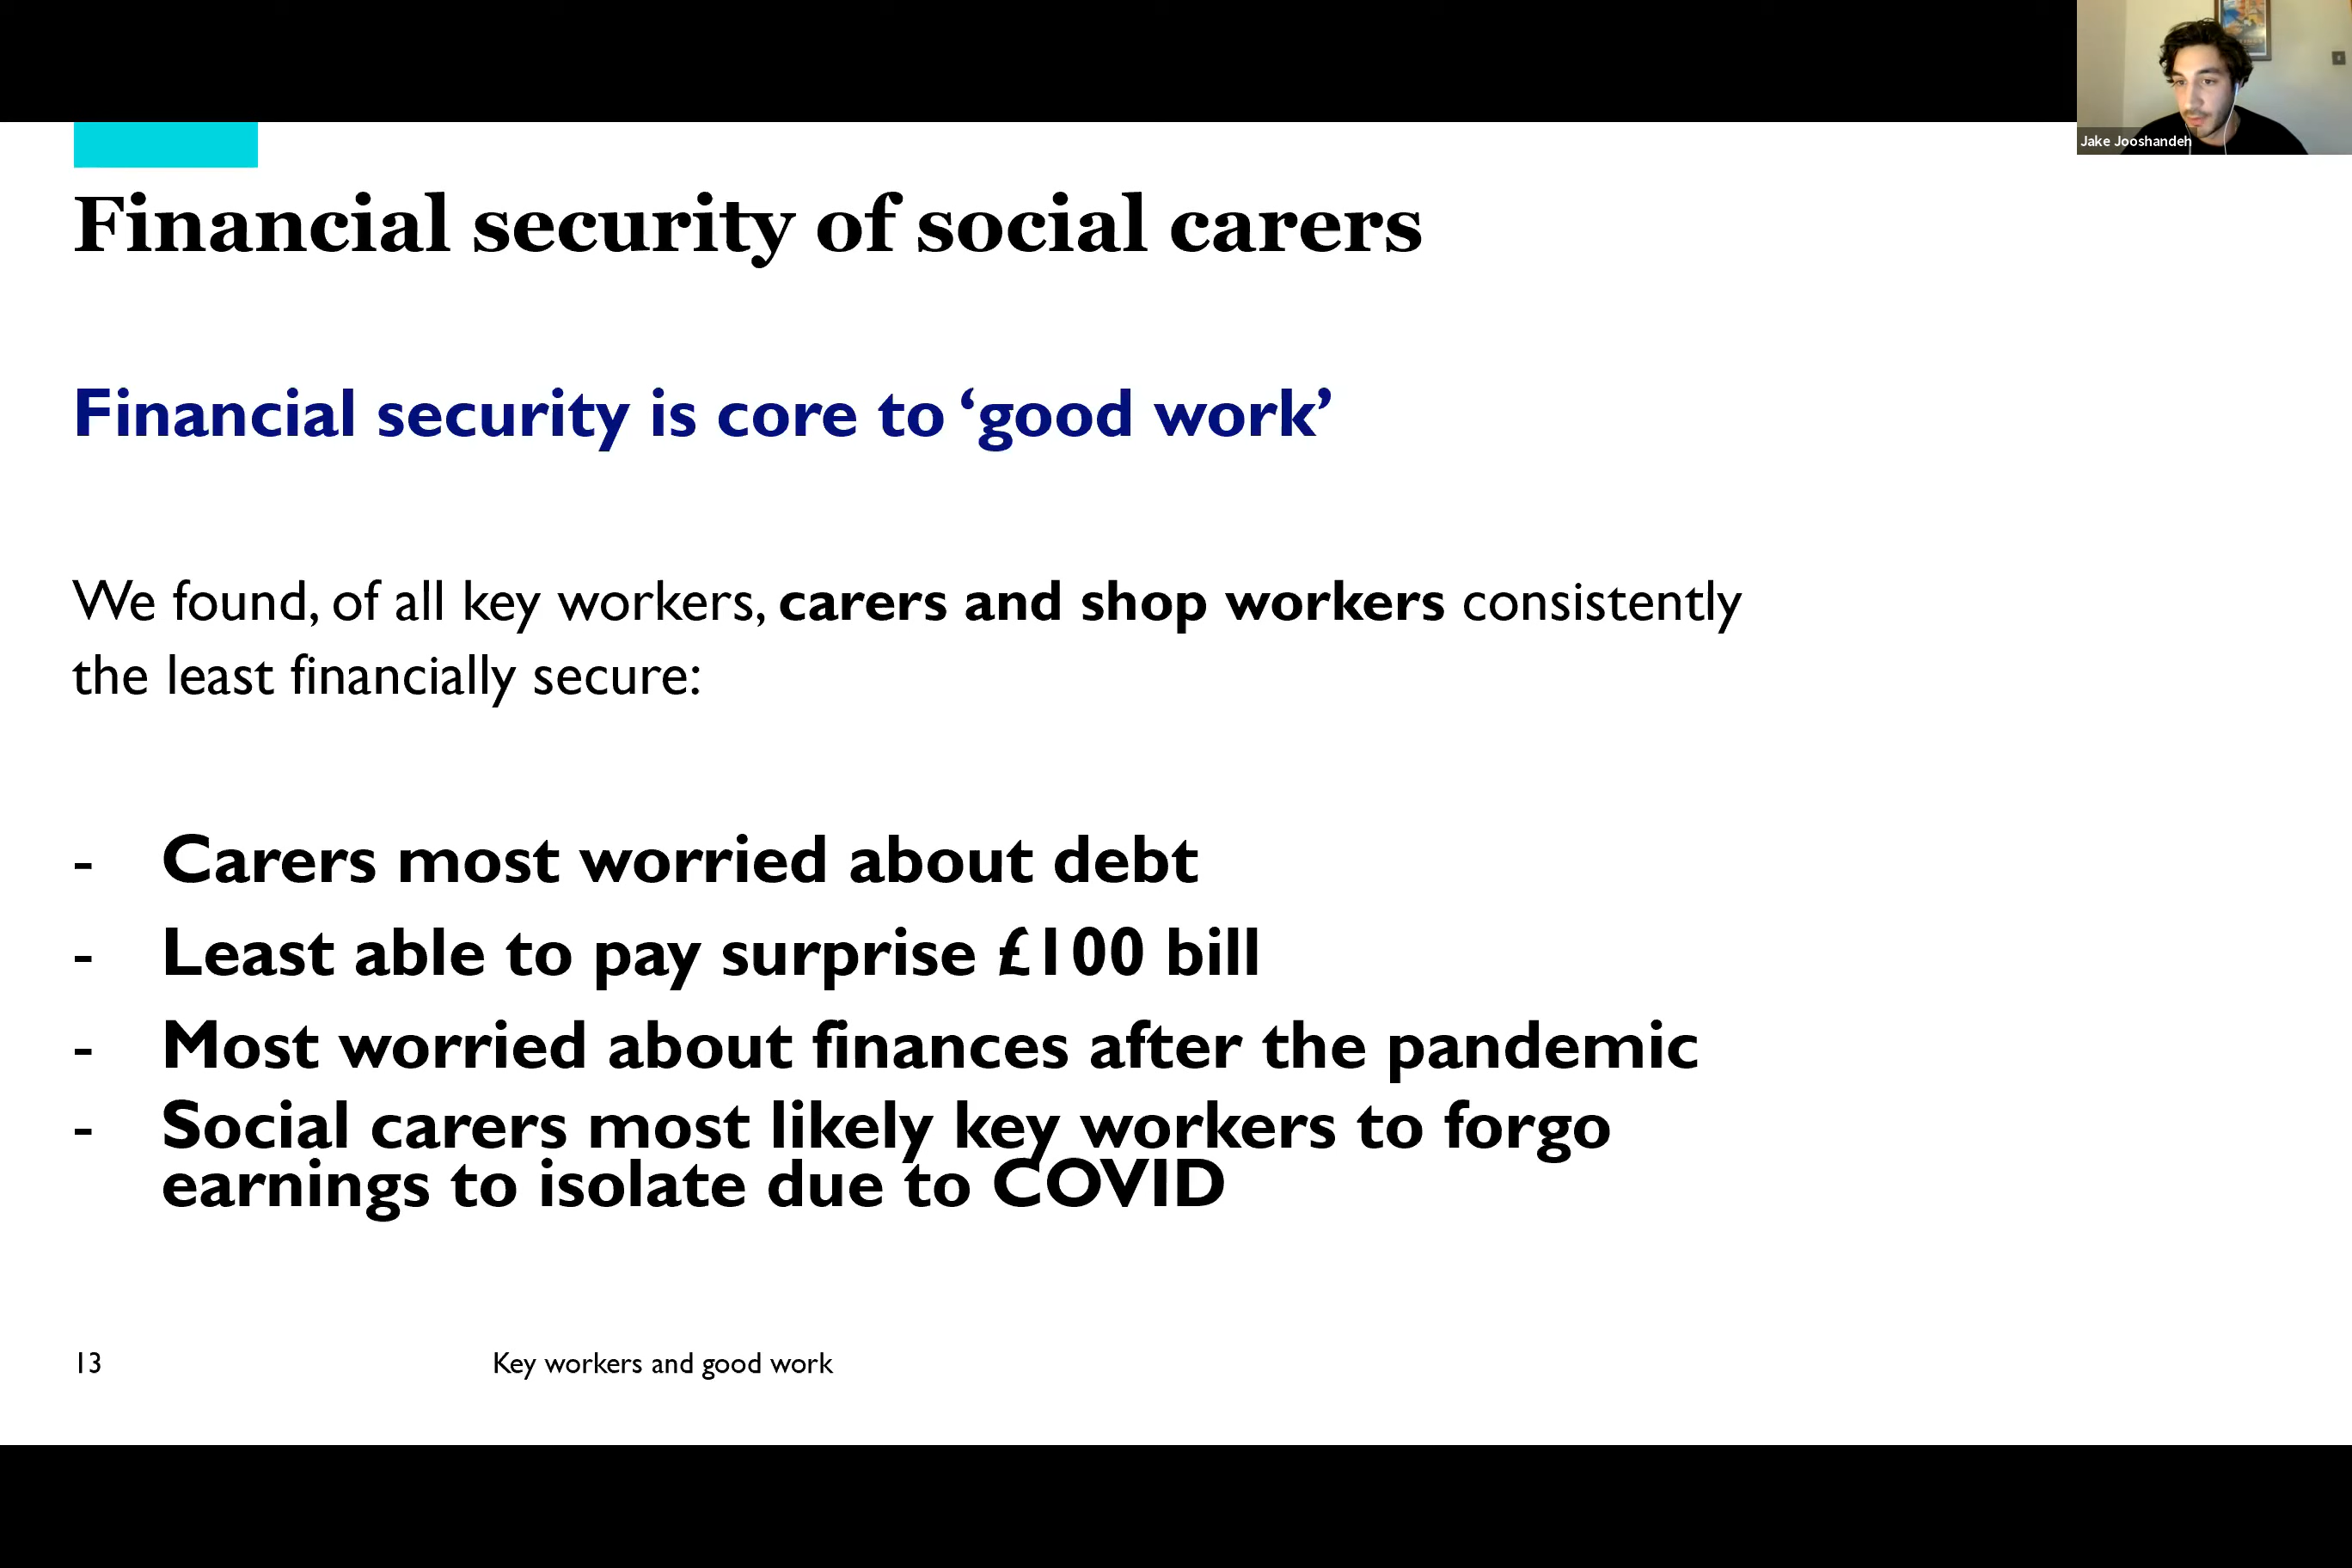 Jake Jooshandeh
Financial security of social carers
Financial security is core to ‘good work’
We found, of all key workers, carers and shop workers consistently
the least financially secure:
- Carers most worried about debt
- Least able to pay surprise £100 bill
- Most worried about finances after the pandemic
- Social carers most likely key workers to forgo
earnings to isolate due to COVID
13 Key workers and good work